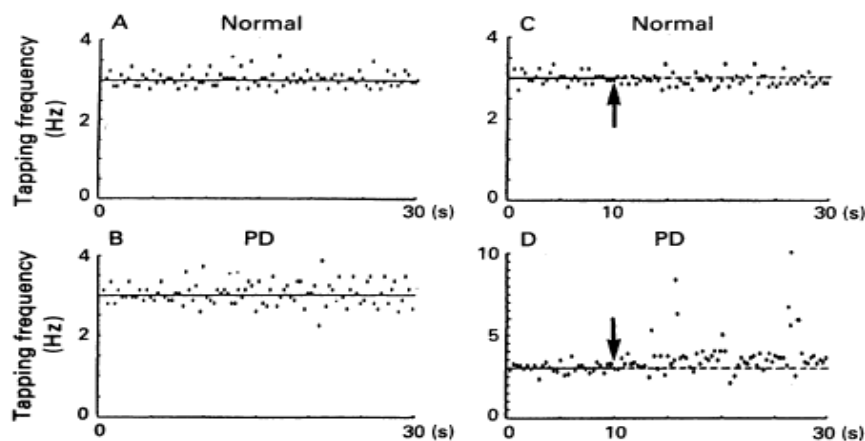 A Normal
Tapping frequency
(Hz)
4
2
0
0 30 (s)
C Normal
4
2
0
0 10 30 (s)
B PD
Tapping frequency
(Hz)
4
2
0
0 30 (s)
D PD
10
5
0
0 10 30 (s)